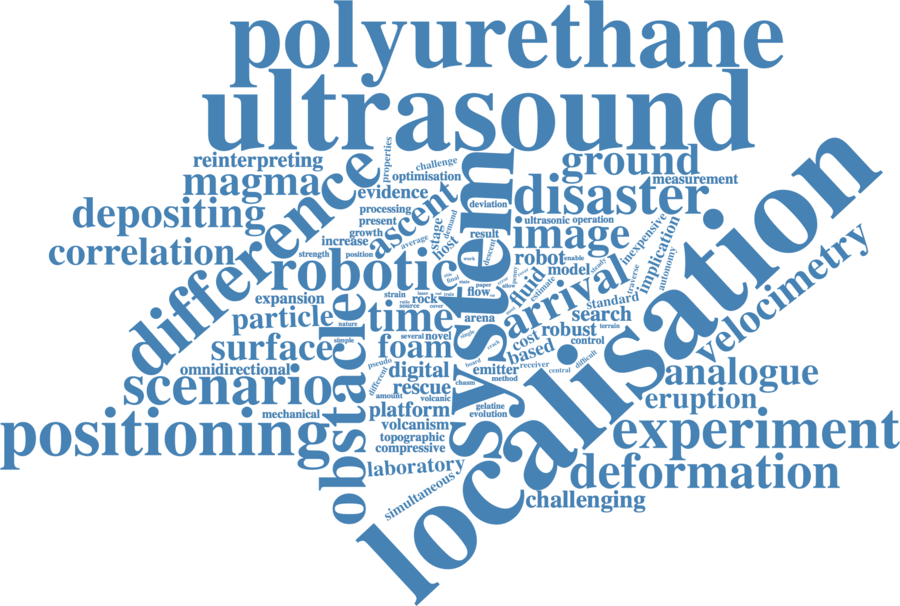 polyurethane
ultrasound
reinterpreting
magma
depositing
correlation
difference
properties
challenge
optimisation
evidence
processing
present
growth
increase
strength
position
average
ascent
stage
demand
host
system
deviation
result
descent
work
ground
measurement
disaster
ultrasonic
operation
image
inexpensive
implication
traverse
autonomy
robot
enable
model
steady
fluid
estimate
arrival
standard
search
robotic
expansion
strain
rock
source
cover
flow
paper
final
particle
nature
time
arena
single
crack
cost
robust
terrain
control
based
surface
simple
foam
several
novel
omnidirectional
pseudo
different
digital
board
emitter
receiver
central
difficult
method
chasm
scenario
obstacle
rescue
amount
volcanic
mechanical
platform
gelatine
evolution
volcanism
positioning
topographic
compressive
laboratory
simultaneous
localisation
velocimetry
analogue
eruption
experiment
deformation
challenging